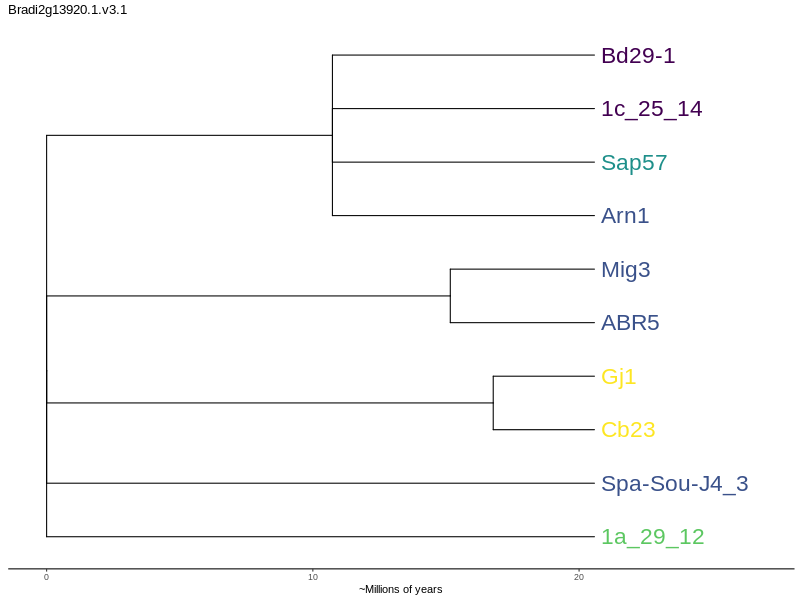 Bradi2g13920.1.v3.1
Bd29-1
1c_25_14
Sap57
Arn1
Mig3
ABR5
Gj1
Cb23
Spa-Sou-J4_3
1a_29_12
0 10 20
~Millions of years